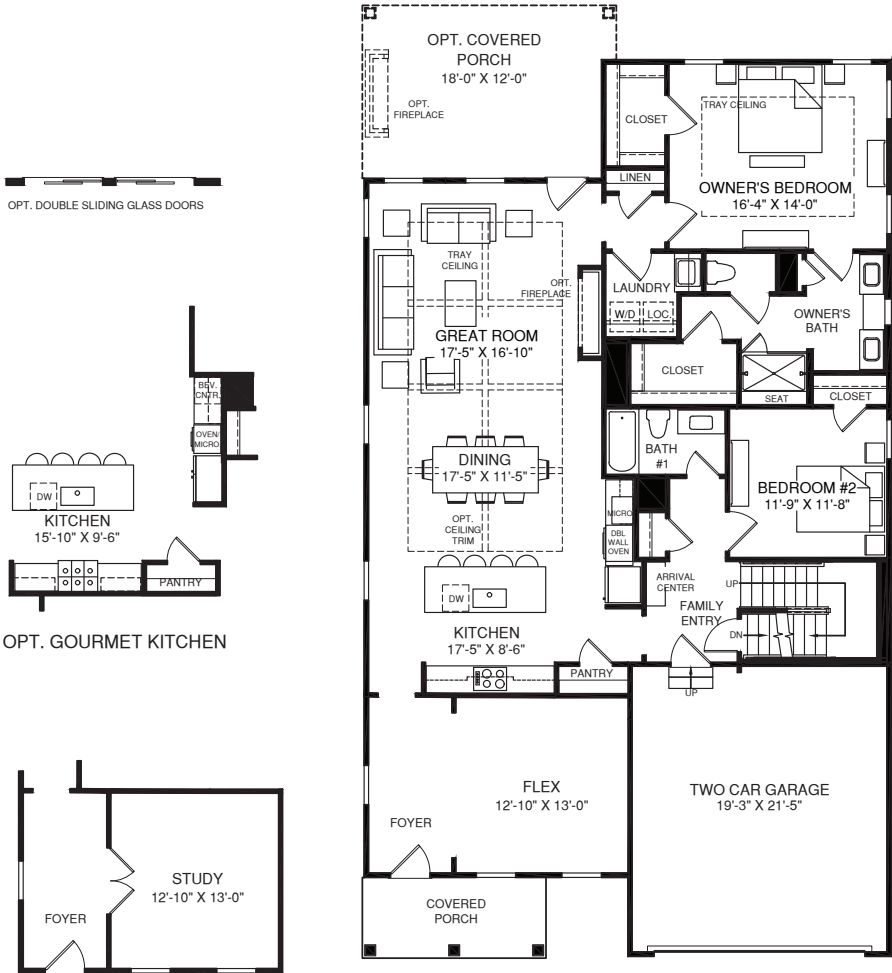 OPT. COVERED
PORCH
18'-0" X 12'-0"
OPT.
FIREPLACE
CLOSET
TRAY CEILING
LINEN
OWNER'S BEDROOM
16'-4" X 14'-0"
OPT. DOUBLE SLIDING GLASS DOORS
TRAY
CEILING
OPT.
FIREPLACE
LAUNDRY
W/D
LOC.
OWNER'S
BATH
GREAT ROOM
17'-5" X 16'-10"
CLOSET
SEAT
CLOSET
BEV.
CNTR.
OVEN/
MICRO.
DW
KITCHEN
15'-10" X 9'-6"
PANTRY
OPT. GOURMET KITCHEN
DINING
17'-5" X 11'-5"
OPT.
CEILING
TRIM
BATH
#1
BEDROOM #2
11'-9" X 11'-8"
MICRO
DBL
WALL
OVEN
ARRIVAL
CENTER
FAMILY
ENTRY
UP
DN
DW
KITCHEN
17'-5" X 8'-6"
PANTRY
UP
FLEX
12'-10" X 13'-0"
FOYER
TWO CAR GARAGE
19'-3" X 21'-5"
COVERED
PORCH
STUDY
12'-10" X 13'-0"
FOYER